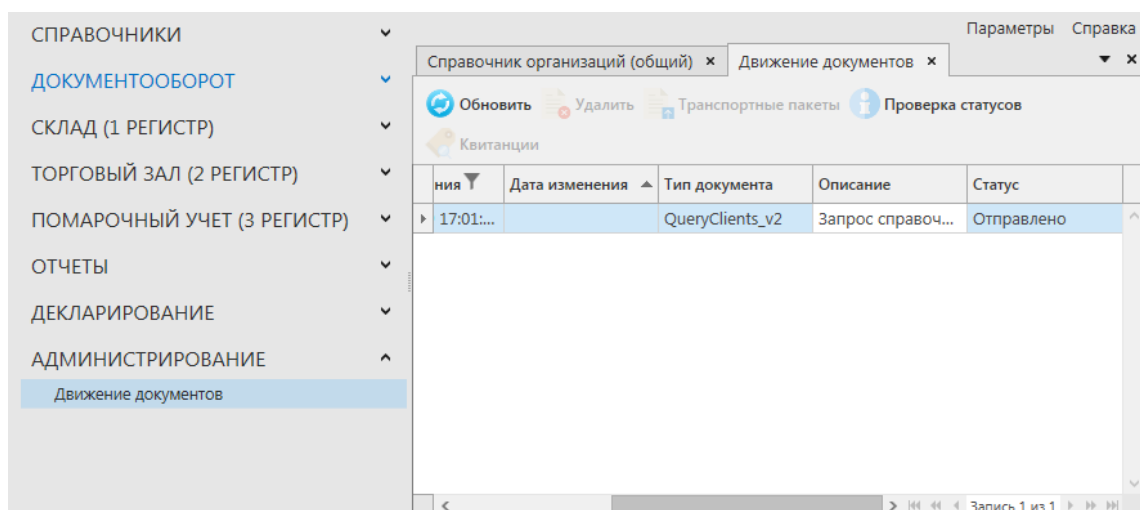 Параметры Справка
СПРАВОЧНИКИ
ДОКУМЕНТООБОРОТ
СКЛАД (1 РЕГИСТР)
ТОРГОВЫЙ ЗАЛ (2 РЕГИСТР)
ПОМАРОЧНЫЙ УЧЕТ (3 РЕГИСТР)
ОТЧЕТЫ
ДЕКЛАРИРОВАНИЕ
АДМИНИСТРИРОВАНИЕ
Движение документов
Справочник организаций (общий) Движение документов
Обновить Удалить Транспортные пакеты Проверка статусов
Квитанции
ния Дата изменения Тип документа Описание Статус
17:01:... QueryClients_v2 Запрос справоч... Отправлено
Запись 1 из 1